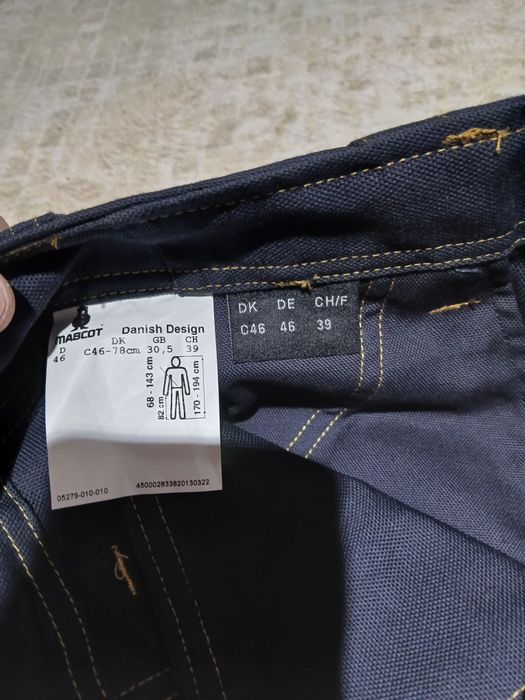 MASCOT
Danish Design
D DK GB CH
46 C46-78cm 30,5 39
68 - 143 cm
82 cm
170 - 194 cm
05279-010-010
450002833820130322
DK DE CH/F
C46 46 39